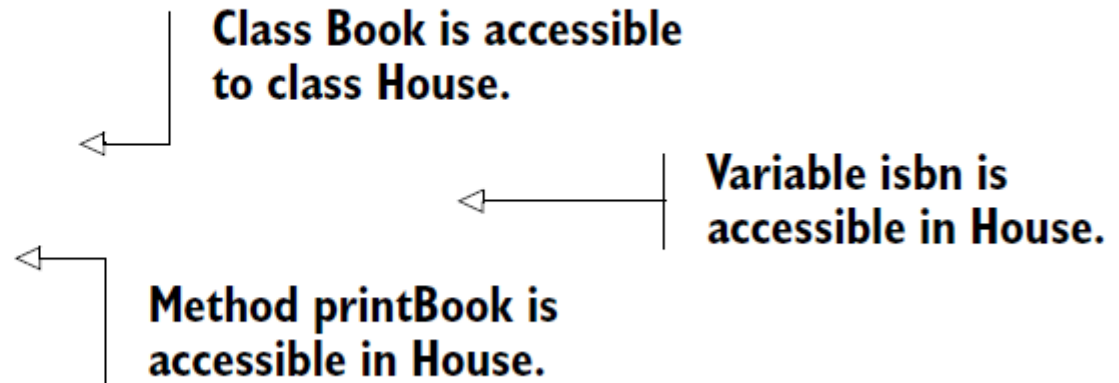 Class Book is accessible
to class House.
Variable isbn is
accessible in House.
Method printBook is
accessible in House.